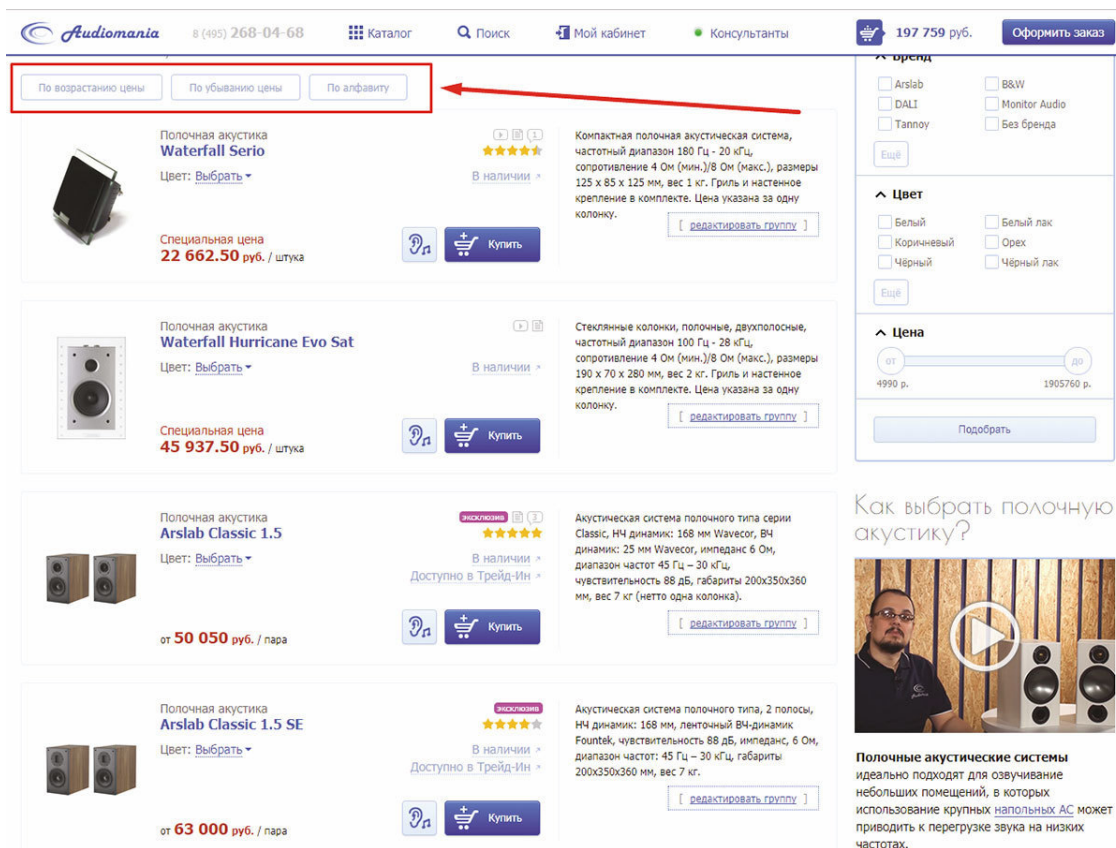 Audiomania
8 (495) 268-04-68
Каталог
Поиск
Мой кабинет
Консультанты
197 759 руб.
Оформить заказ
По возрастанию цены
По убыванию цены
По алфавиту
Полочная акустика
Waterfall Serio
Цвет: Выбрать
В наличии
Специальная цена
22 662.50 руб. / штука
Купить
Компактная полочная акустическая система,
частотный диапазон 180 Гц - 20 кГц,
сопротивление 4 Ом (мин.)/8 Ом (макс.), размеры
125 x 85 x 125 мм, вес 1 кг. Гриль и настенное
крепление в комплекте. Цена указана за одну
колонку.
[ редактировать группу ]
Полочная акустика
Waterfall Hurricane Evo Sat
Цвет: Выбрать
В наличии
Специальная цена
45 937.50 руб. / штука
Купить
Стеклянные колонки, полочные, двухполосные,
частотный диапазон 100 Гц - 28 кГц,
сопротивление 4 Ом (мин.)/8 Ом (макс.), размеры
190 x 70 x 280 мм, вес 2 кг. Гриль и настенное
крепление в комплекте. Цена указана за одну
колонку.
[ редактировать группу ]
Полочная акустика
Arslab Classic 1.5
Цвет: Выбрать
эксклюзив
В наличии
Доступно в Трейд-Ин
от 50 050 руб. / пара
Купить
Акустическая система полочного типа серии
Classic, НЧ динамик: 168 мм Wavecor, ВЧ
динамик: 25 мм Wavecor, импеданс 6 Ом,
диапазон частот 45 Гц – 30 кГц,
чувствительность 88 дБ, габариты 200x350x360
мм, вес 7 кг (нетто одна колонка).
[ редактировать группу ]
Полочная акустика
Arslab Classic 1.5 SE
Цвет: Выбрать
эксклюзив
В наличии
Доступно в Трейд-Ин
от 63 000 руб. / пара
Купить
Акустическая система полочного типа, 2 полосы,
НЧ динамик: 168 мм, ленточный ВЧ-динамик
Fountek, чувствительность 88 дБ, импеданс, 6 Ом,
диапазон частот: 45 Гц – 30 кГц, габариты
200x350x360 мм, вес 7 кг.
[ редактировать группу ]
Бренд
Arslab
B&W
DALI
Monitor Audio
Tannoy
Без бренда
Ещё
Цвет
Белый
Белый лак
Коричневый
Орех
Чёрный
Чёрный лак
Ещё
Цена
от
до
4990 р.
1905760 р.
Подобрать
Как выбрать полочную
акустику?
Полочные акустические системы
идеально подходят для озвучивание
небольших помещений, в которых
использование крупных напольных АС может
приводить к перегрузке звука на низких
частотах.